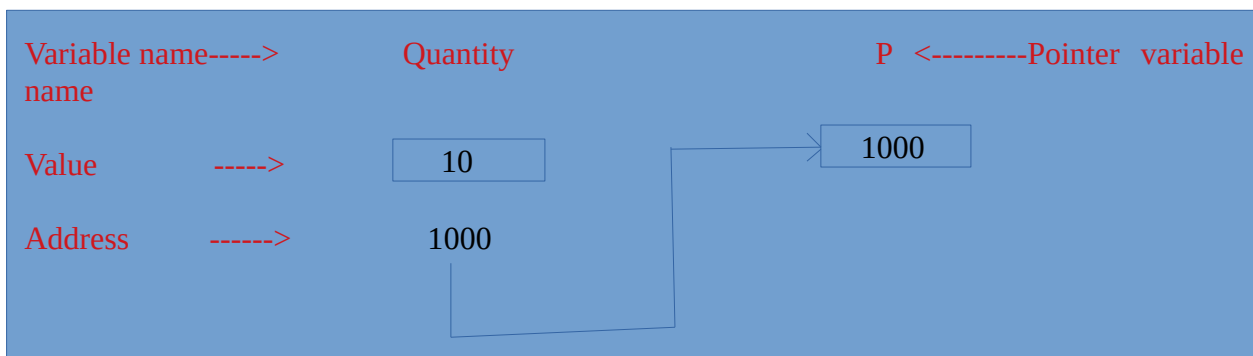 Variable name-----> Quantity P <---------Pointer variable
name
Value -----> 10 1000
Address ------> 1000